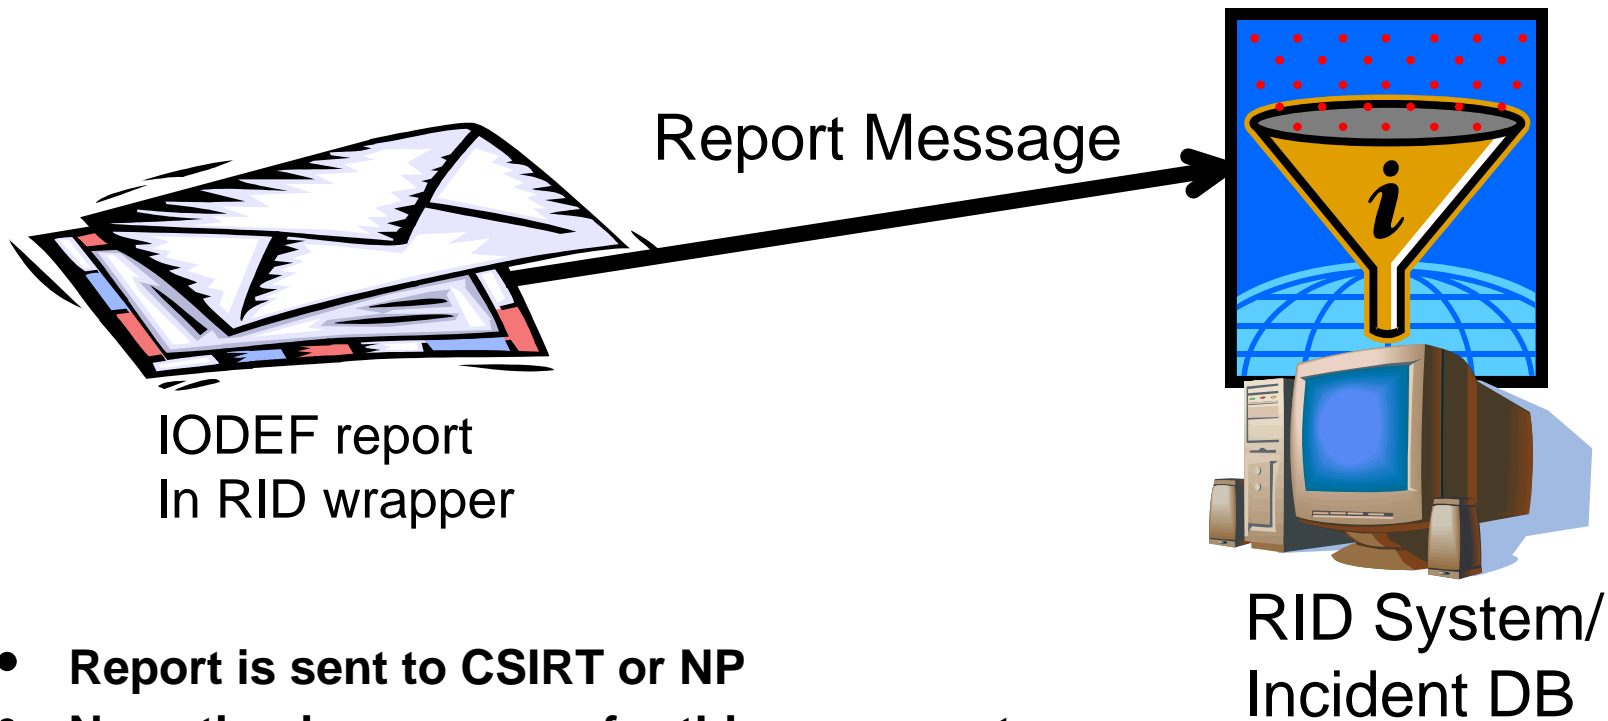 Report Message
IODEF report
In RID wrapper
RID System/
Incident DB
• Report is sent to CSIRT or NP